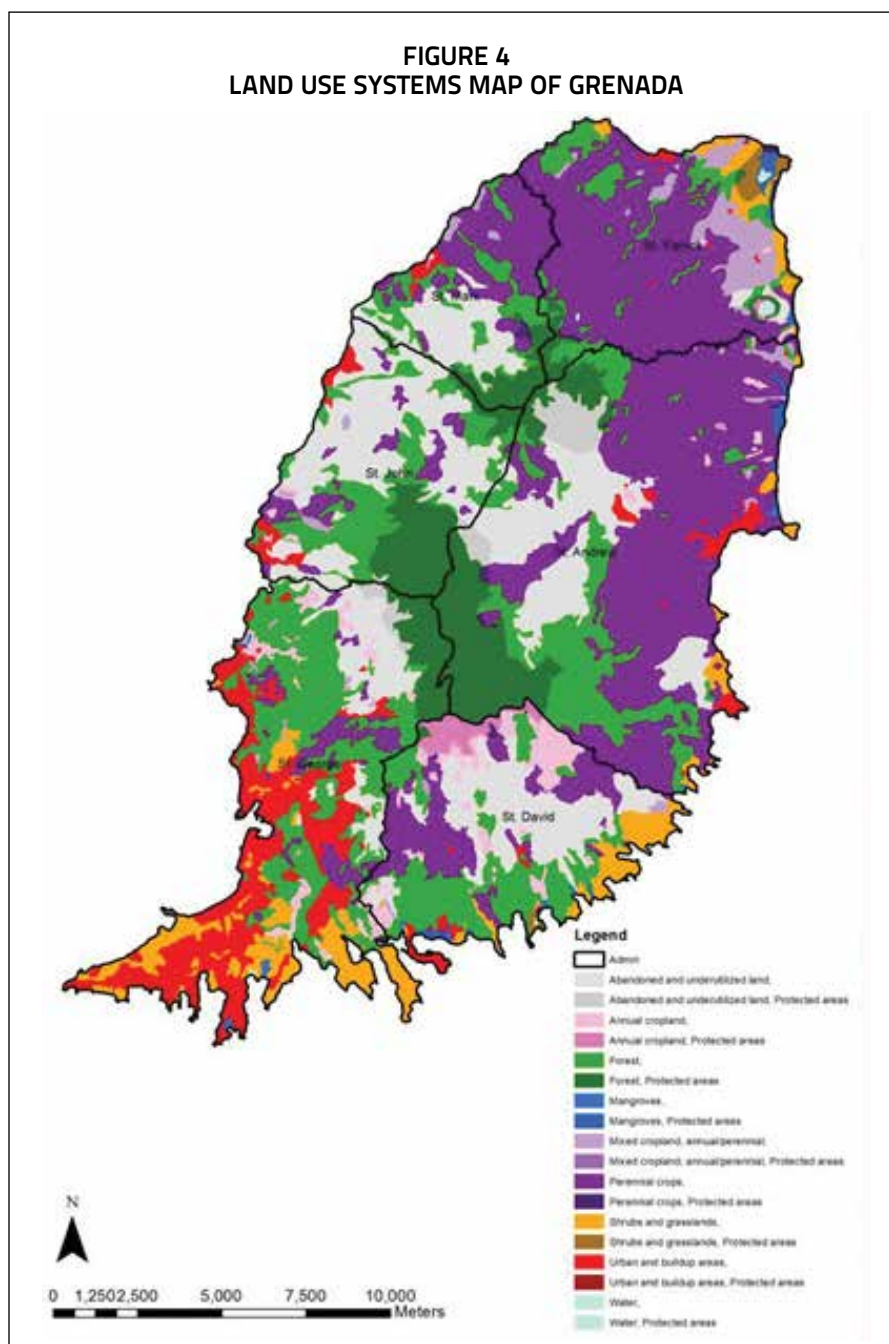 FIGURE 4
LAND USE SYSTEMS MAP OF GRENADA
St. Patrick
St. Mark
St. John
St. Andrew
St. George
St. David
Legend
Admin
Abandoned and underutilized land,
Abandoned and underutilized land, Protected areas
Annual cropland,
Annual cropland, Protected areas
Forest,
Forest, Protected areas
Mangroves,
Mangroves, Protected areas
Mixed cropland, annual/perennial,
Mixed cropland, annual/perennial, Protected areas
Perennial crops,
Perennial crops, Protected areas
Shrubs and grasslands,
Shrubs and grasslands, Protected areas
Urban and buildup areas,
Urban and buildup areas, Protected areas
Water,
Water, Protected areas
N
0 1,250 2,500 5,000 7,500 10,000
Meters